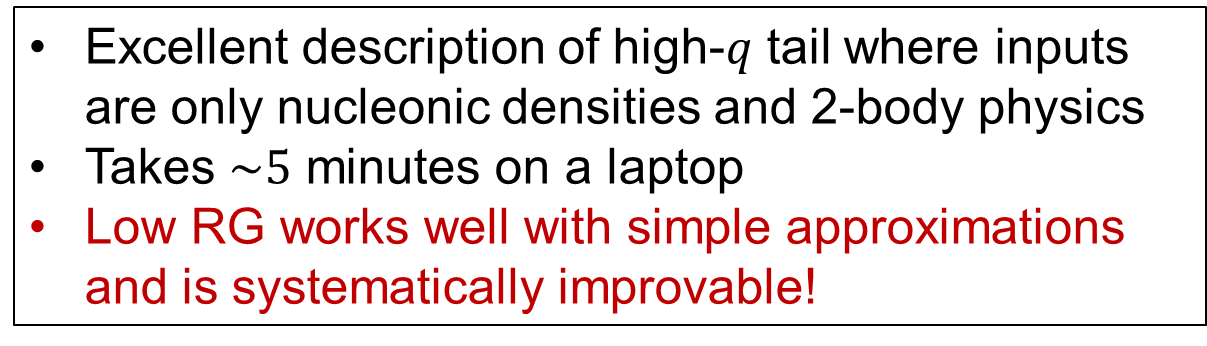 • Excellent description of high-q tail where inputs
are only nucleonic densities and 2-body physics
• Takes ~5 minutes on a laptop
• Low RG works well with simple approximations
and is systematically improvable!